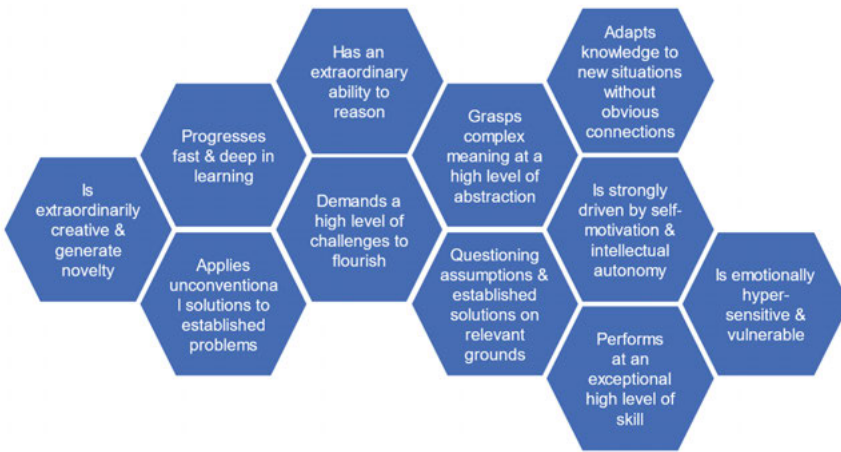 Is
extraordinarily
creative &
generate
novelty
Progresses
fast & deep in
learning
Applies
unconventiona
l solutions to
established
problems
Has an
extraordinary
ability to
reason
Demands a
high level of
challenges to
flourish
Grasps
complex
meaning at a
high level of
abstraction
Questioning
assumptions &
established
solutions on
relevant
grounds
Adapts
knowledge to
new situations
without
obvious
connections
Is strongly
driven by self-
motivation &
intellectual
autonomy
Performs
at an
exceptional
high level of
skill
Is emotionally
hyper-
sensitive &
vulnerable